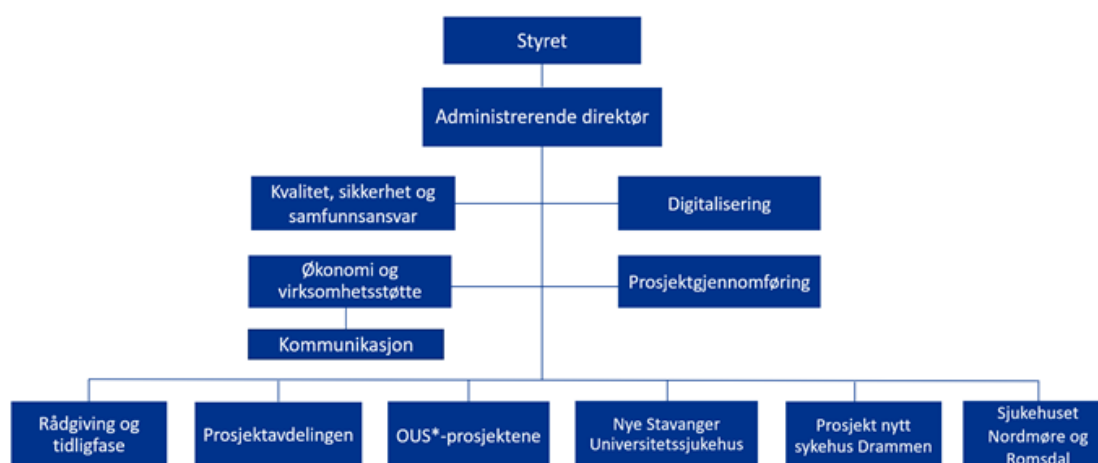 Styret
Administrerende direktør
Kvalitet, sikkerhet og
samfunnsansvar
Digitalisering
Økonomi og
virksomhetsstøtte
Prosjektgjennomføring
Kommunikasjon
Rådgiving og
tidligfase
Prosjektavdelingen
OUS*-prosjektene
Nye Stavanger
Universitetssjukehus
Prosjekt nytt
sykehus Drammen
Sjukehuset
Nordmøre og
Romsdal